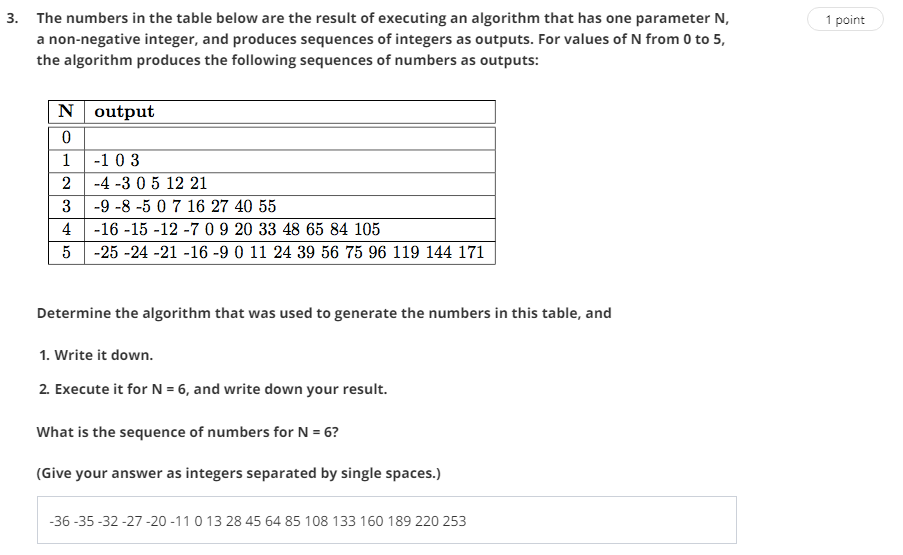 3. The numbers in the table below are the result of executing an algorithm that has one parameter N,
1 point
a non-negative integer, and produces sequences of integers as outputs. For values of N from 0 to 5,
the algorithm produces the following sequences of numbers as outputs:
N output
0
1 -1 0 3
2 -4 -3 0 5 12 21
3 -9 -8 -5 0 7 16 27 40 55
4 -16 -15 -12 -7 0 9 20 33 48 65 84 105
5 -25 -24 -21 -16 -9 0 11 24 39 56 75 96 119 144 171
Determine the algorithm that was used to generate the numbers in this table, and
1. Write it down.
2. Execute it for N = 6, and write down your result.
What is the sequence of numbers for N = 6?
(Give your answer as integers separated by single spaces.)
-36 -35 -32 -27 -20 -11 0 13 28 45 64 85 108 133 160 189 220 253